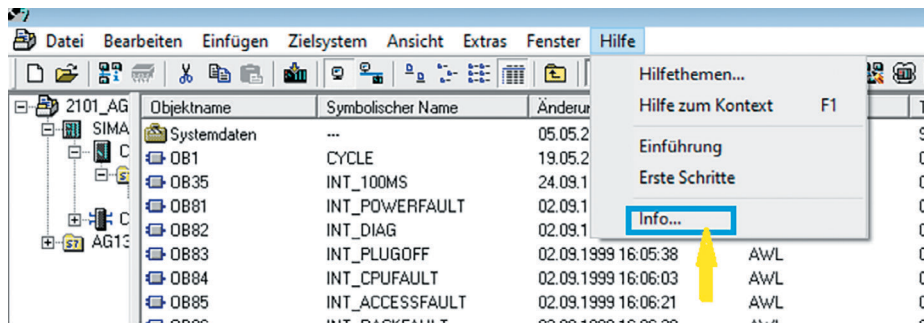 Datei Bearbeiten Einfügen Zielsystem Ansicht Extras Fenster Hilfe
Hilfethemen...
Hilfe zum Kontext F1
Einführung
Erste Schritte
Info...
2101_AG
SIMA
AG13
Objektname Symbolischer Name Änderu
Systemdaten --- 05.05.2
OB1 CYCLE 19.05.2
OB35 INT_100MS 24.09.1
OB81 INT_POWERFAULT 02.09.1
OB82 INT_DIAG 02.09.1
OB83 INT_PLUGOFF 02.09.1999 16:05:38 AWL
OB84 INT_CPUFAULT 02.09.1999 16:06:03 AWL
OB85 INT_ACCESSFAULT 02.09.1999 16:06:21 AWL